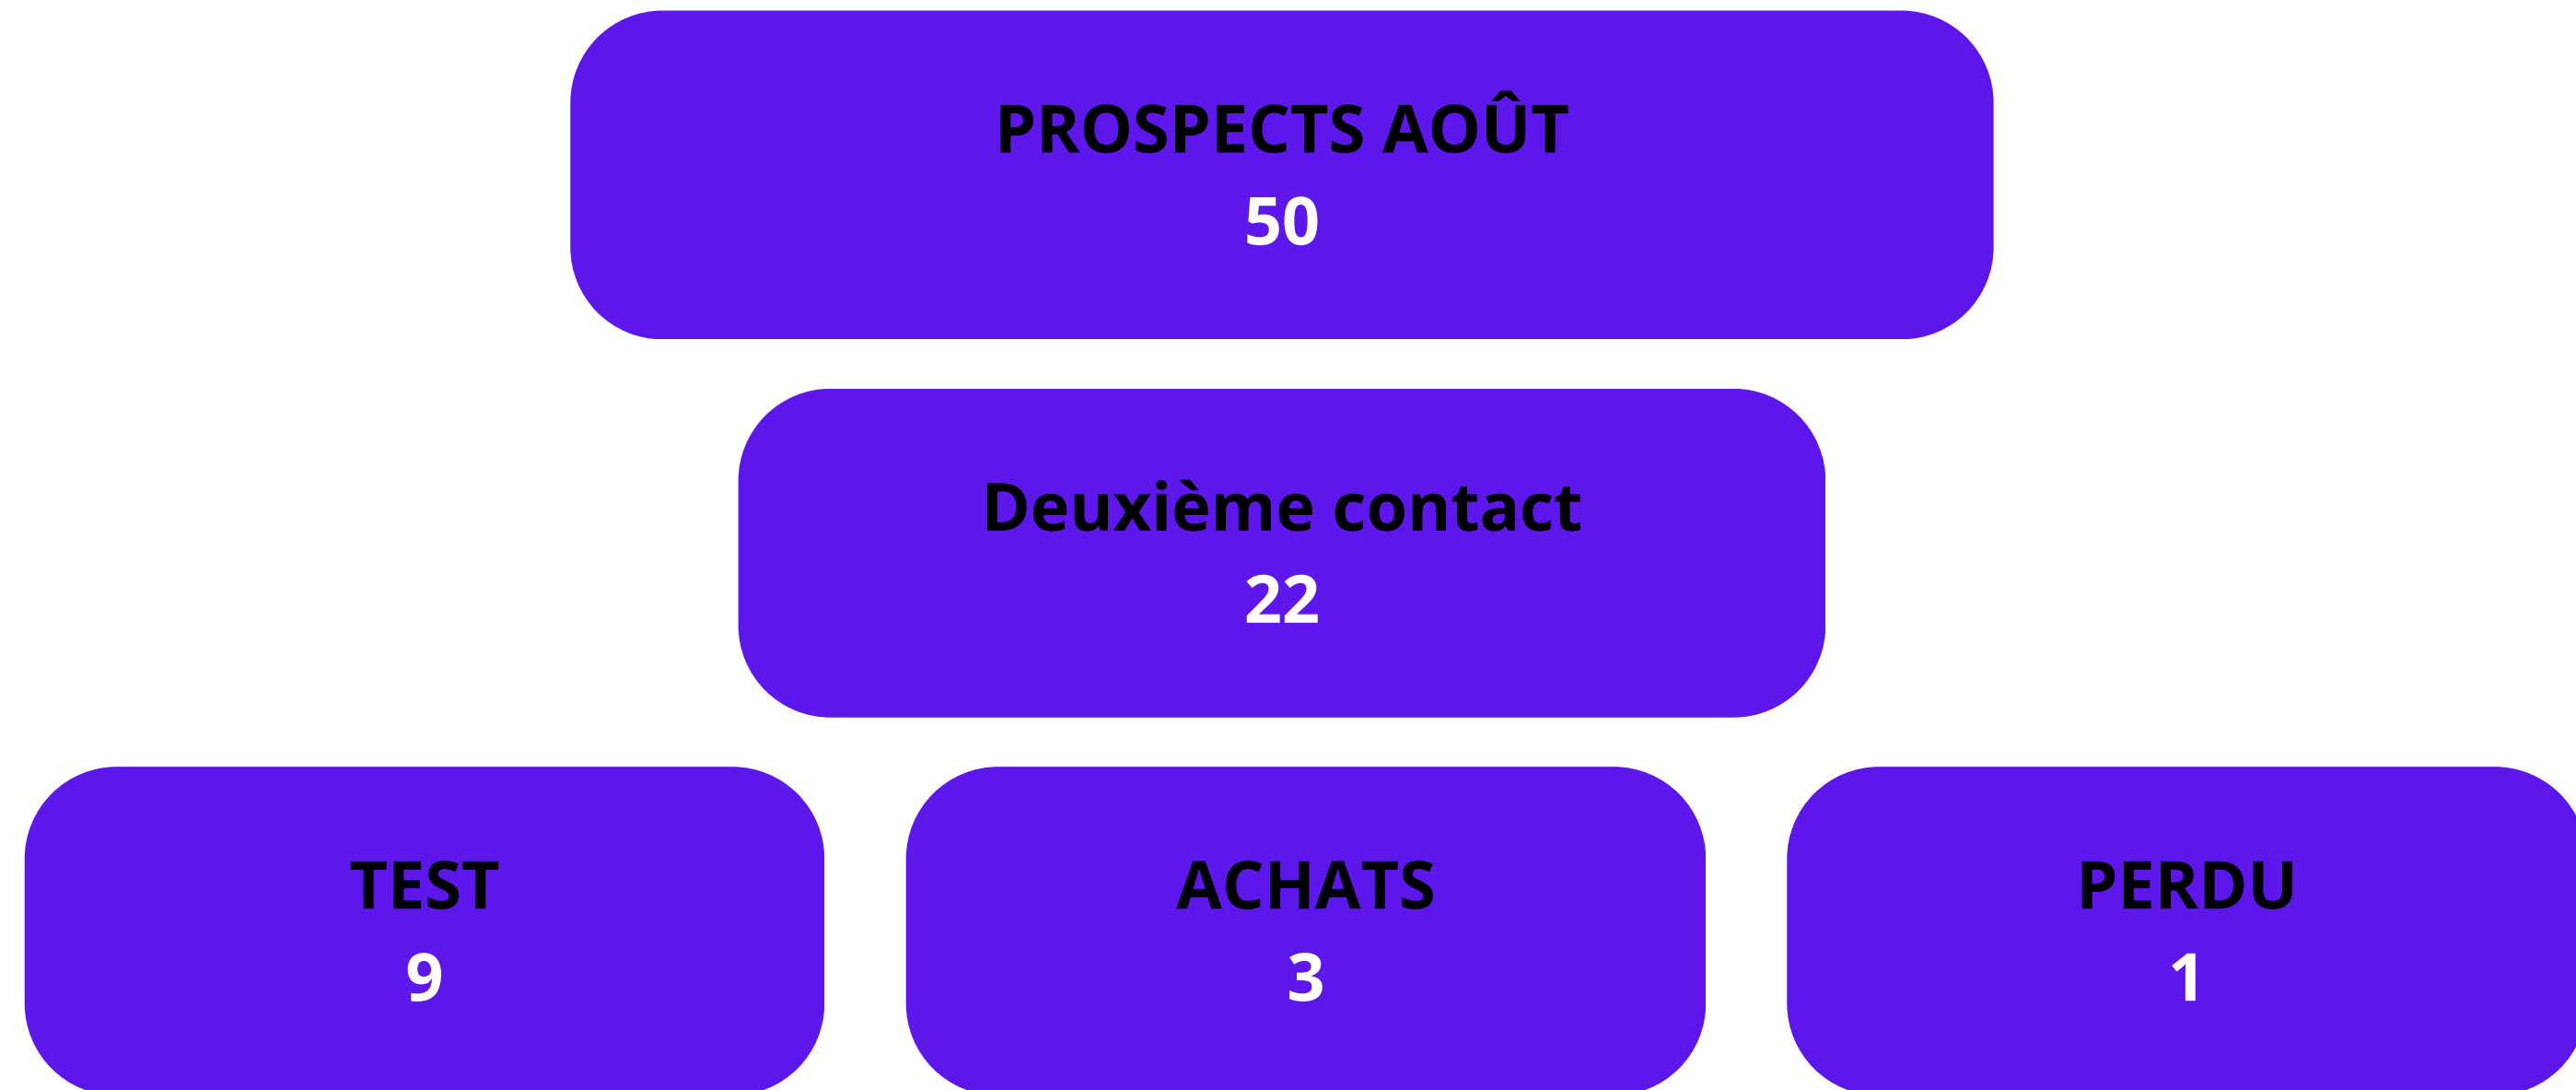 PROSPECTS AOÛT
50
Deuxième contact
22
TEST
9
ACHATS
3
PERDU
1